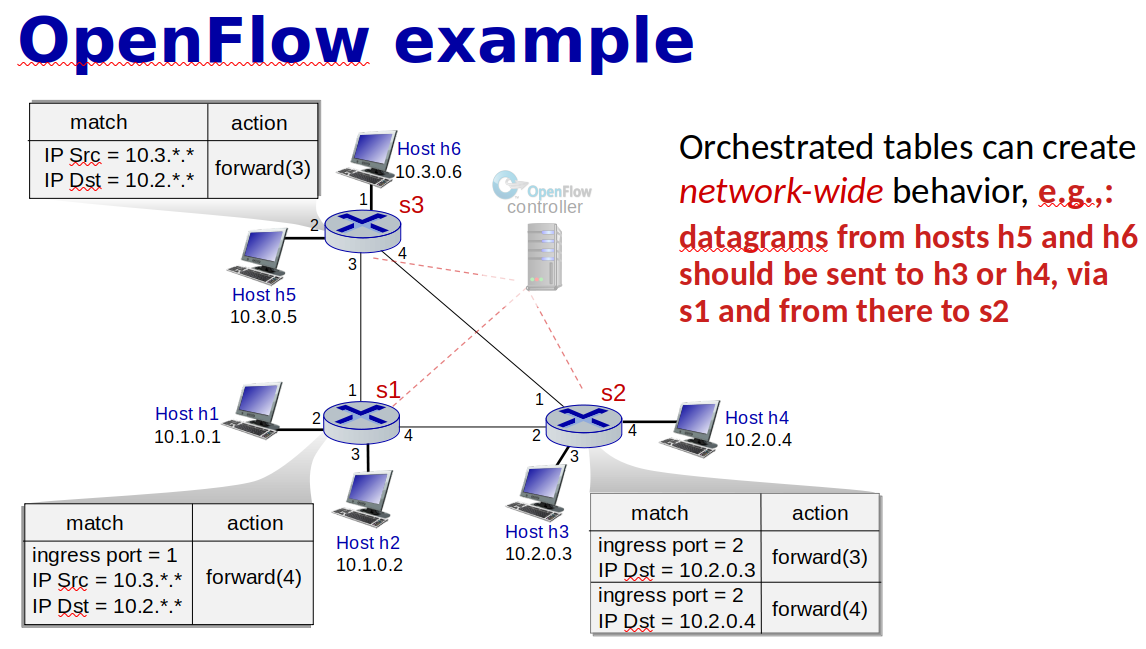 OpenFlow example
match
action
IP Src = 10.3.*.*
IP Dst = 10.2.*.*
forward(3)
Host h6
10.3.0.6
1
s3
2
3
4
Host h5
10.3.0.5
OpenFlow
controller
Orchestrated tables can create
network-wide behavior, e.g.,:
datagrams from hosts h5 and h6
should be sent to h3 or h4, via
s1 and from there to s2
Host h1
10.1.0.1
1
s1
2
3
4
Host h2
10.1.0.2
1
s2
2
3
4
Host h3
10.2.0.3
Host h4
10.2.0.4
match
action
ingress port = 1
IP Src = 10.3.*.*
IP Dst = 10.2.*.*
forward(4)
match
action
ingress port = 2
IP Dst = 10.2.0.3
forward(3)
ingress port = 2
IP Dst = 10.2.0.4
forward(4)